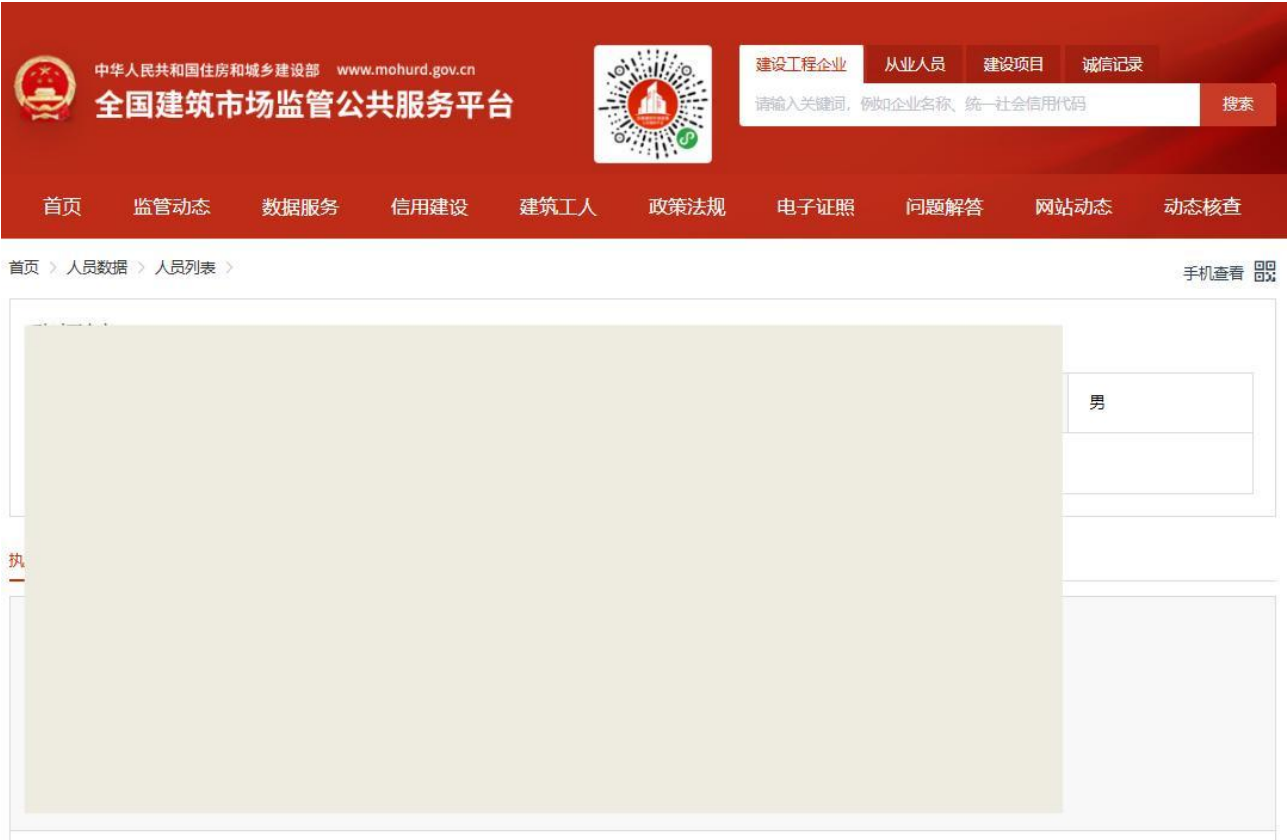 中华人民共和国住房和城乡建设部 www.mohurd.gov.cn
全国建筑市场监管公共服务平台
建设工程企业 从业人员 建设项目 诚信记录
请输入关键词，例如企业名称、统一社会信用代码 搜索
首页 监管动态 数据服务 信用建设 建筑工人 政策法规 电子证照 问题解答 网站动态 动态核查
首页 > 人员数据 > 人员列表 >
手机查看
男
执